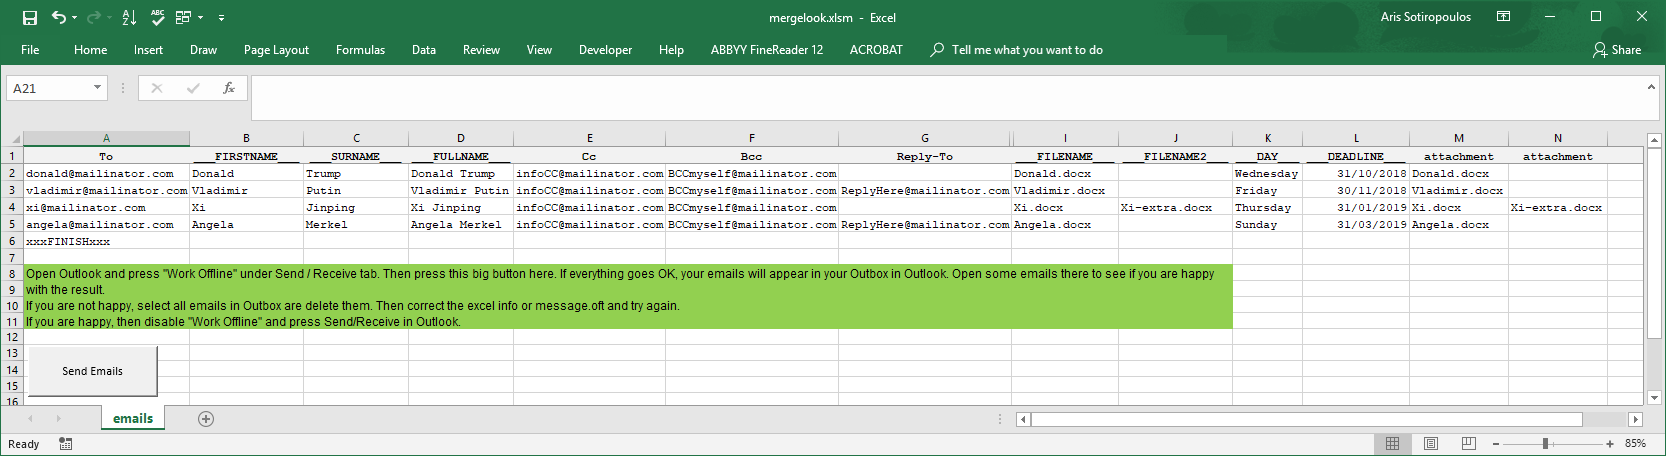 mergelook.xlsm - Excel
Aris Sotiropoulos
File Home Insert Draw Page Layout Formulas Data Review View Developer Help ABBYY FineReader 12 ACROBAT Tell me what you want to do Share
A21 fx
A B C D E F G I J K L M N
1 To ___FIRSTNAME___ ___SURNAME___ ___FULLNAME___ Cc Bcc Reply-To ___FILENAME___ ___FILENAME2___ ___DAY___ ___DEADLINE___ attachment attachment
2 donald@mailinator.com Donald Trump Donald Trump infoCC@mailinator.com BCCmyself@mailinator.com Donald.docx Wednesday 31/10/2018 Donald.docx
3 vladimir@mailinator.com Vladimir Putin Vladimir Putin infoCC@mailinator.com BCCmyself@mailinator.com ReplyHere@mailinator.com Vladimir.docx Friday 30/11/2018 Vladimir.docx
4 xi@mailinator.com Xi Jinping Xi Jinping infoCC@mailinator.com BCCmyself@mailinator.com Xi.docx Xi-extra.docx Thursday 31/01/2019 Xi.docx Xi-extra.docx
5 angela@mailinator.com Angela Merkel Angela Merkel infoCC@mailinator.com BCCmyself@mailinator.com ReplyHere@mailinator.com Angela.docx Sunday 31/03/2019 Angela.docx
6 xxxFINISHxxx
7
8 Open Outlook and press "Work Offline" under Send / Receive tab. Then press this big button here. If everything goes OK, your emails will appear in your Outbox in Outlook. Open some emails there to see if you are happy
9 with the result.
10 If you are not happy, select all emails in Outbox are delete them. Then correct the excel info or message.oft and try again.
11 If you are happy, then disable "Work Offline" and press Send/Receive in Outlook.
12
13
14 Send Emails
15
16
emails
Ready 85%